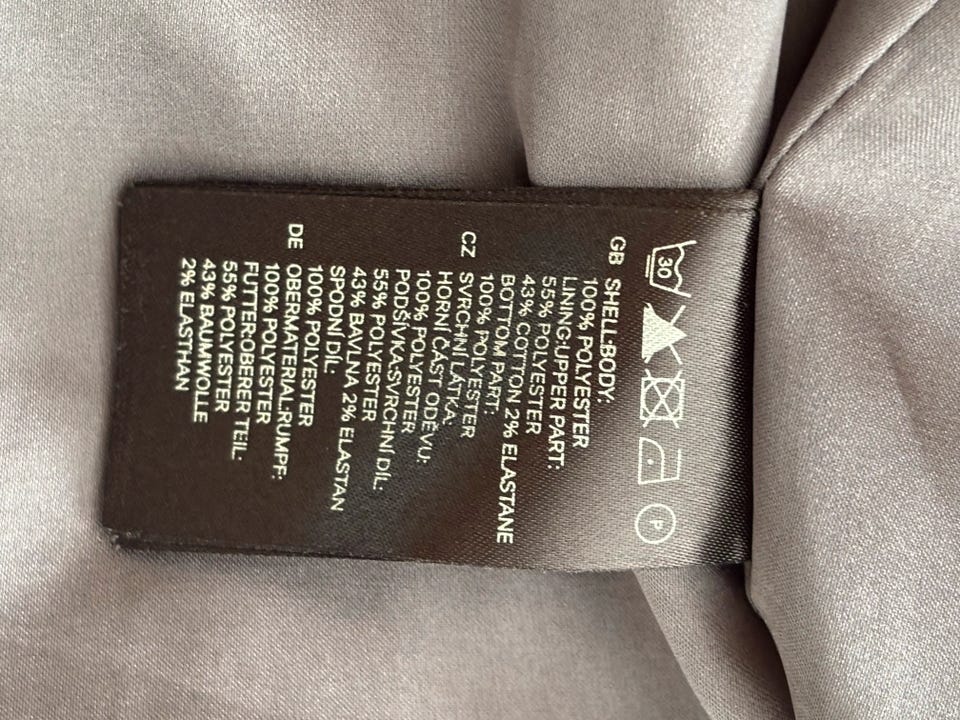 30 P
GB SHELL:BODY:
100% POLYESTER
LINING:UPPER PART:
55% POLYESTER
43% COTTON 2% ELASTANE
BOTTOM PART:
100% POLYESTER
CZ SVRCHNÍ LÁTKA:
HORNÍ ČÁST ODĚVU:
100% POLYESTER
PODŠÍVKA:SVRCHNÍ DÍL:
55% POLYESTER
43% BAVLNA 2% ELASTAN
SPODNÍ DÍL:
100% POLYESTER
DE OBERMATERIAL:RUMPF:
100% POLYESTER
FUTTER:OBERER TEIL:
55% POLYESTER
43% BAUMWOLLE
2% ELASTHAN